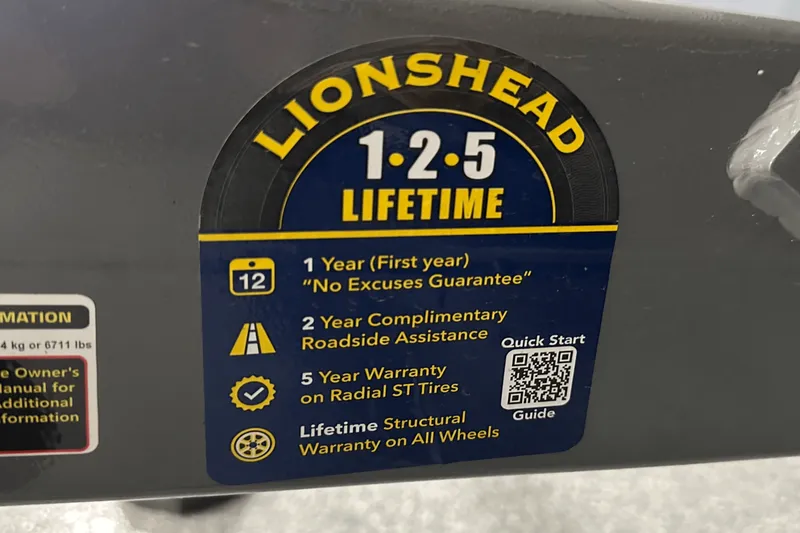 LIONSHEAD
1•2•5
LIFETIME
12
1 Year (First year)
"No Excuses Guarantee"
2 Year Complimentary
Roadside Assistance
5 Year Warranty
on Radial ST Tires
Lifetime Structural
Warranty on All Wheels
Quick Start
Guide
MATION
4 kg or 6711 lbs
e Owner's
anual for
dditional
formation